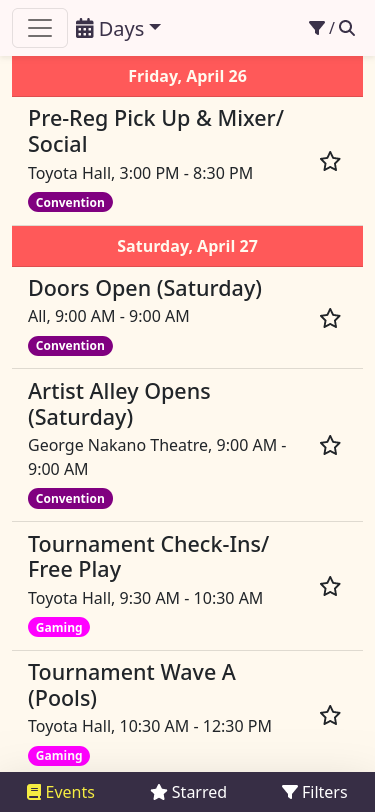 Days
/
Friday, April 26
Pre-Reg Pick Up & Mixer/
Social
Toyota Hall, 3:00 PM - 8:30 PM
Convention
Saturday, April 27
Doors Open (Saturday)
All, 9:00 AM - 9:00 AM
Convention
Artist Alley Opens
(Saturday)
George Nakano Theatre, 9:00 AM -
9:00 AM
Convention
Tournament Check-Ins/
Free Play
Toyota Hall, 9:30 AM - 10:30 AM
Gaming
Tournament Wave A
(Pools)
Toyota Hall, 10:30 AM - 12:30 PM
Gaming
Events
Starred
Filters